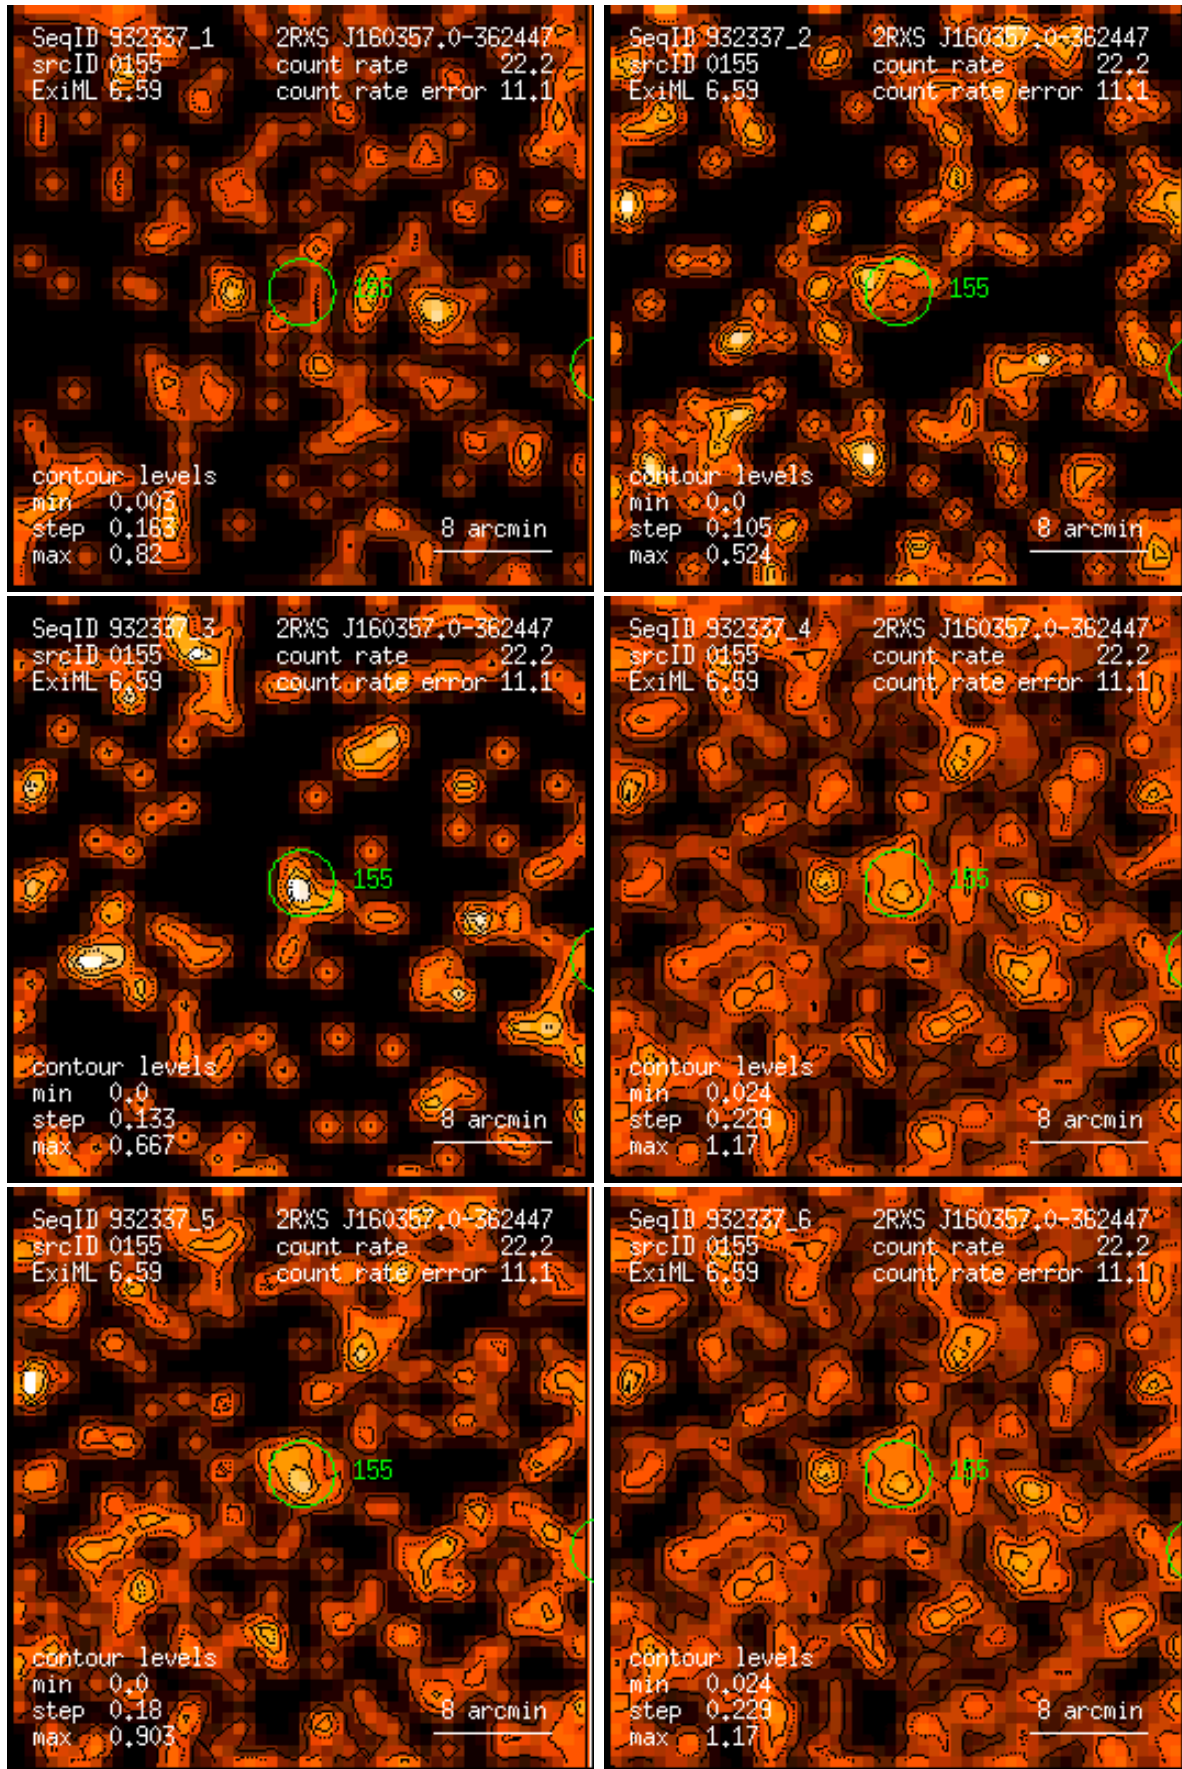 SeqID 932337_1 2RXS J160357.0-362447
srcID 0155 count rate 22.2
ExiML 6.59 count rate error 11.1
155
contour levels
min 0.003
step 0.163
max 0.82
8 arcmin
SeqID 932337_2 2RXS J160357.0-362447
srcID 0155 count rate 22.2
ExiML 6.59 count rate error 11.1
155
contour levels
min 0.0
step 0.105
max 0.524
8 arcmin
SeqID 932337_3 2RXS J160357.0-362447
srcID 0155 count rate 22.2
ExiML 6.59 count rate error 11.1
155
contour levels
min 0.0
step 0.133
max 0.667
8 arcmin
SeqID 932337_4 2RXS J160357.0-362447
srcID 0155 count rate 22.2
ExiML 6.59 count rate error 11.1
155
contour levels
min 0.024
step 0.229
max 1.17
8 arcmin
SeqID 932337_5 2RXS J160357.0-362447
srcID 0155 count rate 22.2
ExiML 6.59 count rate error 11.1
155
contour levels
min 0.0
step 0.18
max 0.903
8 arcmin
SeqID 932337_6 2RXS J160357.0-362447
srcID 0155 count rate 22.2
ExiML 6.59 count rate error 11.1
155
contour levels
min 0.024
step 0.229
max 1.17
8 arcmin